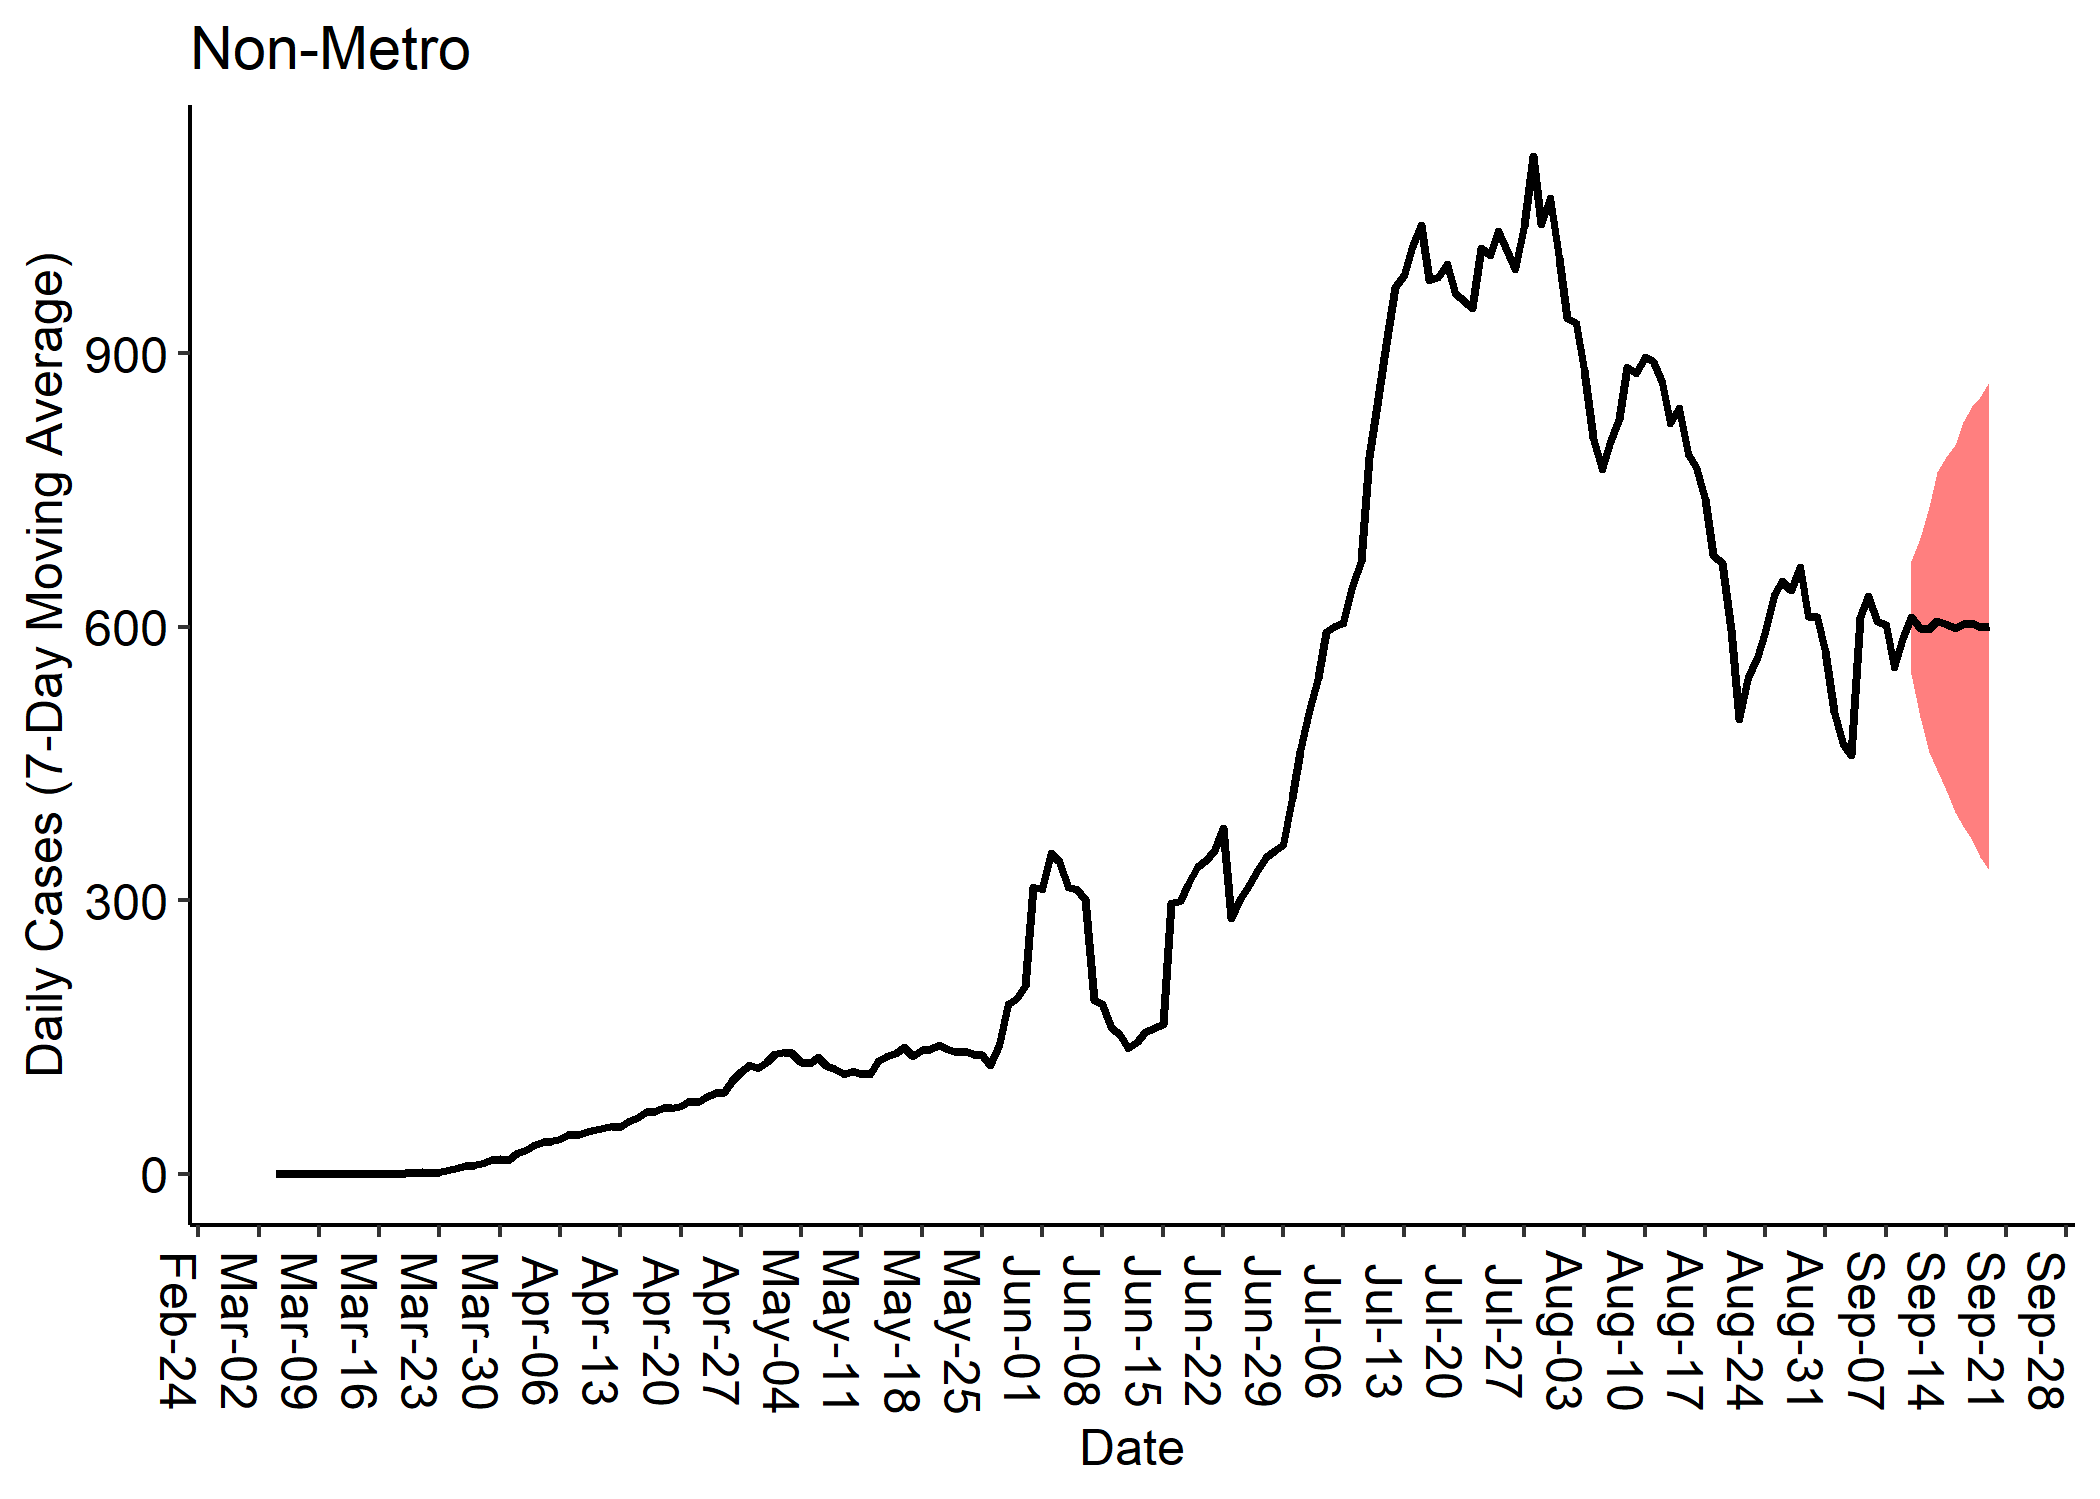 Non-Metro
Daily Cases (7-Day Moving Average)
900
600
300
0
Feb-24
Mar-02
Mar-09
Mar-16
Mar-23
Mar-30
Apr-06
Apr-13
Apr-20
Apr-27
May-04
May-11
May-18
May-25
Jun-01
Jun-08
Jun-15
Jun-22
Jun-29
Jul-06
Jul-13
Jul-20
Jul-27
Aug-03
Aug-10
Aug-17
Aug-24
Aug-31
Sep-07
Sep-14
Sep-21
Sep-28
Date